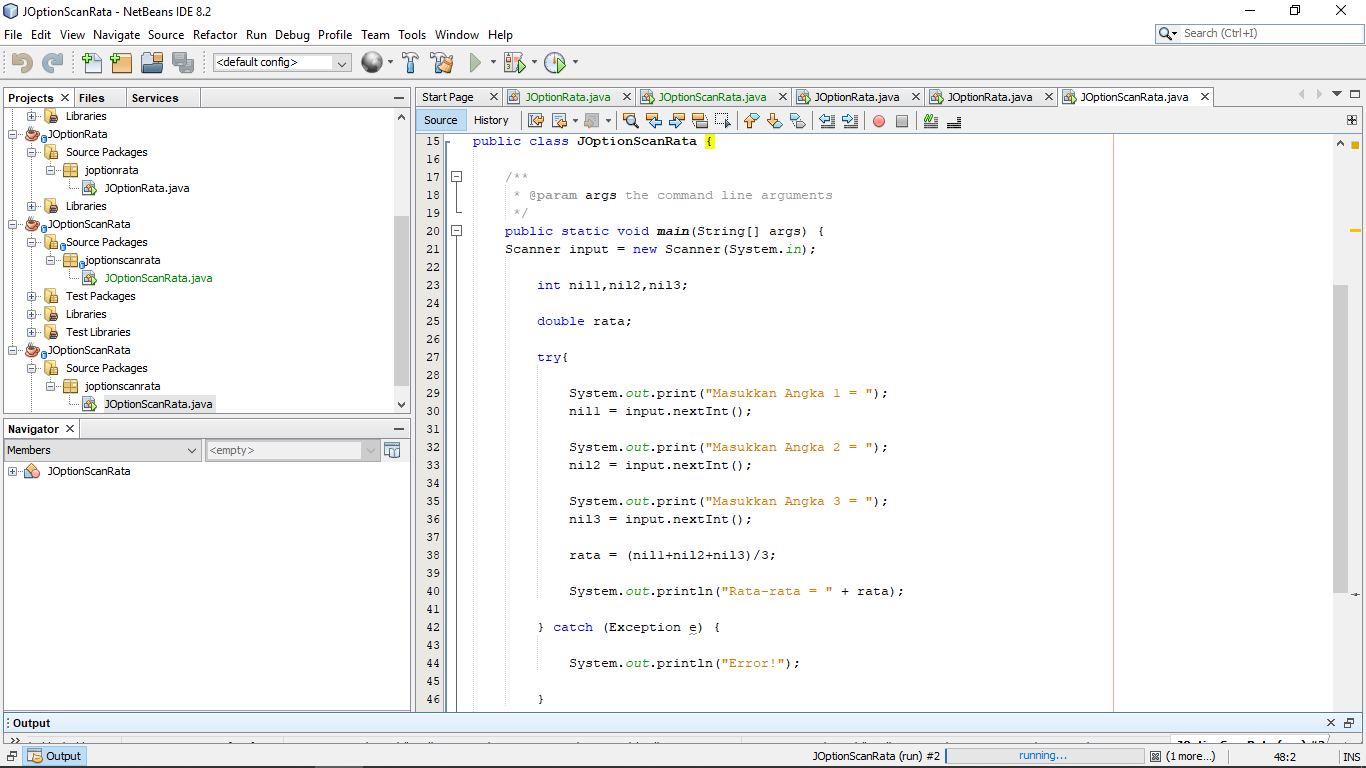 JOptionScanRata - NetBeans IDE 8.2
File Edit View Navigate Source Refactor Run Debug Profile Team Tools Window Help
Search (Ctrl+I)
<default config>
Projects Files Services
Libraries
JOptionRata
Source Packages
joptionrata
JOptionRata.java
Libraries
JOptionScanRata
Source Packages
joptionscanrata
JOptionScanRata.java
Test Packages
Libraries
Test Libraries
JOptionScanRata
Source Packages
joptionscanrata
JOptionScanRata.java
Navigator
Members <empty>
JOptionScanRata
Start Page JOptionRata.java JOptionScanRata.java JOptionRata.java JOptionRata.java JOptionScanRata.java
Source History
15 public class JOptionScanRata {
16
17 /**
18 * @param args the command line arguments
19 */
20 public static void main(String[] args) {
21 Scanner input = new Scanner(System.in);
22
23 int nil1,nil2,nil3;
24
25 double rata;
26
27 try{
28
29 System.out.print("Masukkan Angka 1 = ");
30 nil1 = input.nextInt();
31
32 System.out.print("Masukkan Angka 2 = ");
33 nil2 = input.nextInt();
34
35 System.out.print("Masukkan Angka 3 = ");
36 nil3 = input.nextInt();
37
38 rata = (nil1+nil2+nil3)/3;
39
40 System.out.println("Rata-rata = " + rata);
41
42 } catch (Exception e) {
43
44 System.out.println("Error!");
45
46 }
Output
Output
JOptionScanRata (run) #2 running... (1 more...) 48:2 INS